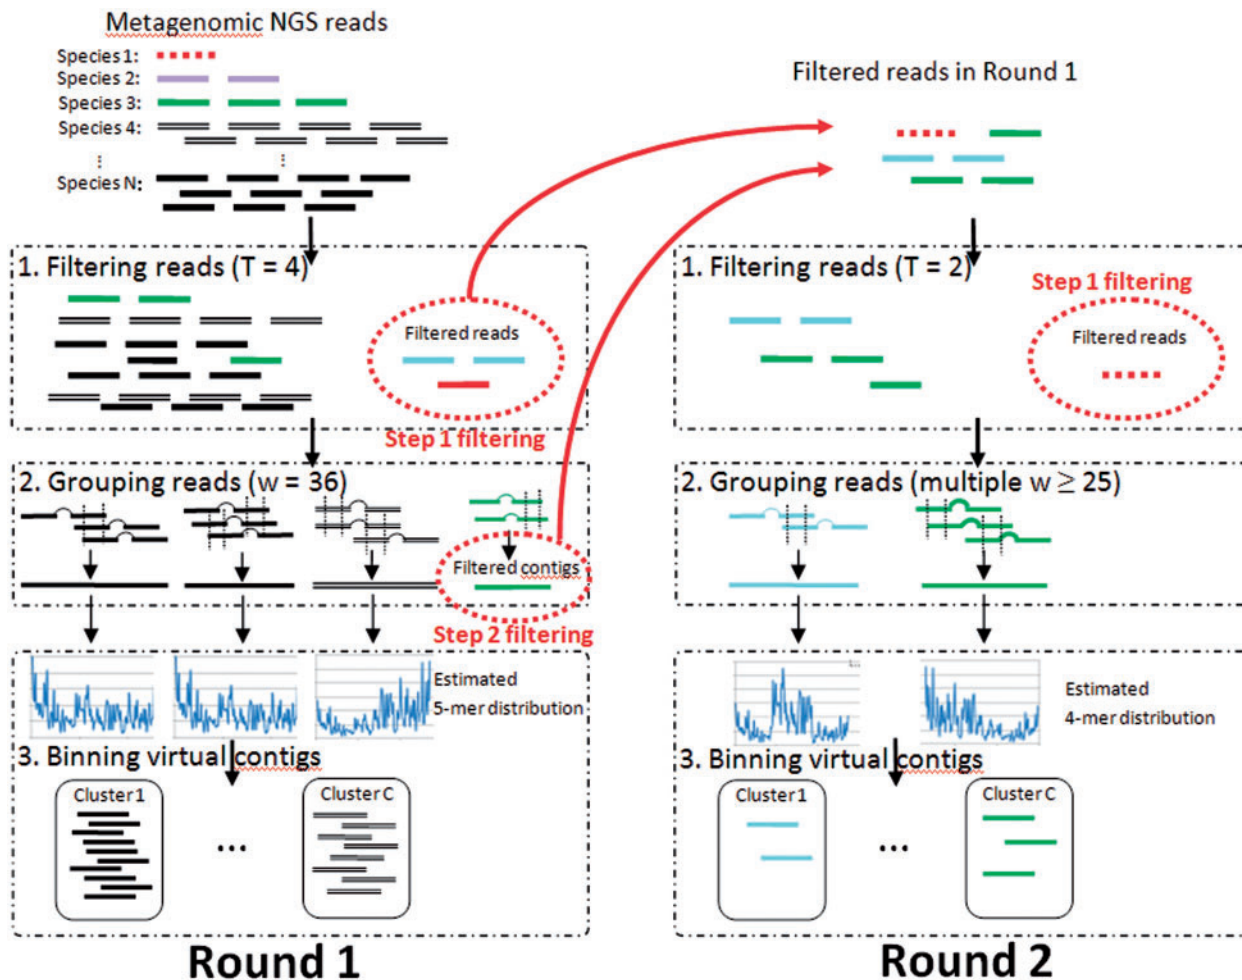 Metagenomic NGS reads
Species 1:
Species 2:
Species 3:
Species 4:
Species N:
1. Filtering reads (T = 4)
Filtered reads
Step 1 filtering
2. Grouping reads (w = 36)
Filtered contigs
Step 2 filtering
Estimated
5-mer distribution
3. Binning virtual contigs
Cluster 1
...
Cluster C
Round 1
Filtered reads in Round 1
1. Filtering reads (T = 2)
Step 1 filtering
Filtered reads
2. Grouping reads (multiple w ≥ 25)
Estimated
4-mer distribution
3. Binning virtual contigs
Cluster 1
...
Cluster C
Round 2